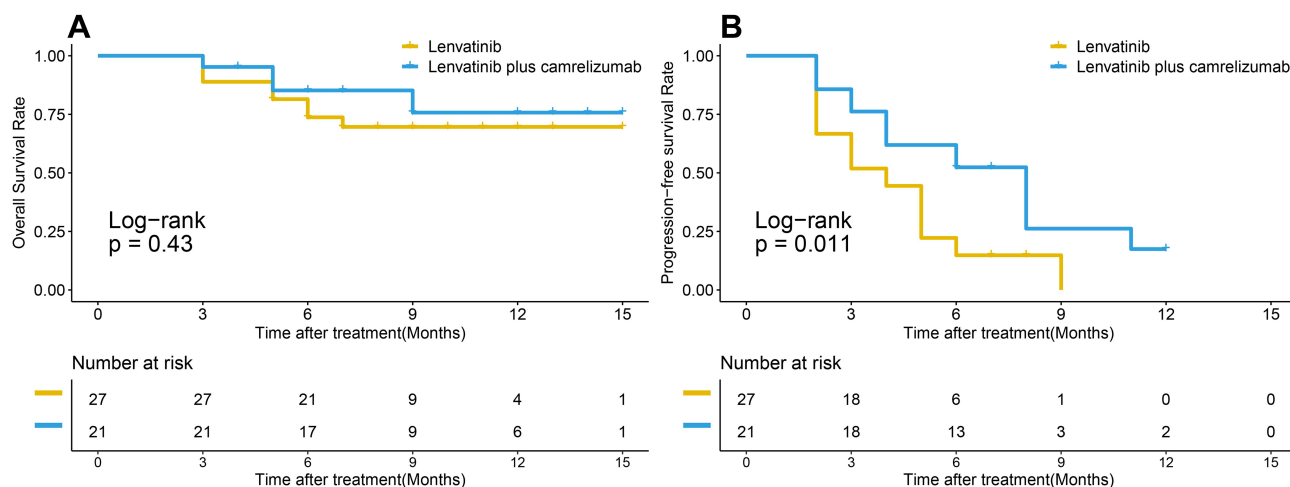 A
Lenvatinib
Lenvatinib plus camrelizumab
Overall Survival Rate
1.00
0.75
0.50
0.25
0.00
Log−rank
p = 0.43
0 3 6 9 12 15
Time after treatment(Months)
Number at risk
27 27 21 9 4 1
21 21 17 9 6 1
0 3 6 9 12 15
Time after treatment(Months)
B
Lenvatinib
Lenvatinib plus camrelizumab
Progression−free survival Rate
1.00
0.75
0.50
0.25
0.00
Log−rank
p = 0.011
0 3 6 9 12 15
Time after treatment(Months)
Number at risk
27 18 6 1 0 0
21 18 13 3 2 0
0 3 6 9 12 15
Time after treatment(Months)